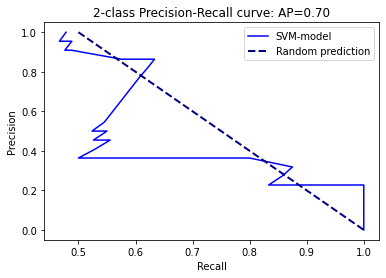 2-class Precision-Recall curve: AP=0.70
SVM-model
Random prediction
1.0
0.8
0.6
0.4
0.2
0.0
Precision
0.5
0.6
0.7
0.8
0.9
1.0
Recall